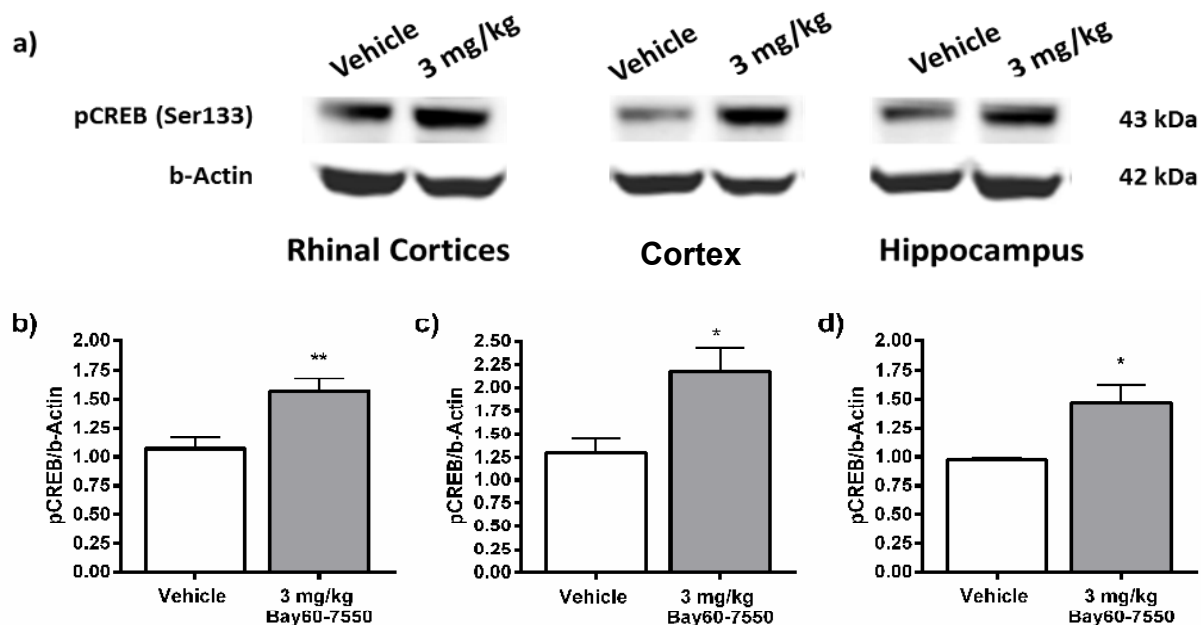 a)
Vehicle 3 mg/kg Vehicle 3 mg/kg Vehicle 3 mg/kg
pCREB (Ser133) 43 kDa
b-Actin 42 kDa
Rhinal Cortices Cortex Hippocampus
b)
pCREB/b-Actin
2.00
1.75
1.50
1.25
1.00
0.75
0.50
0.25
0.00
**
Vehicle 3 mg/kg
Bay60-7550
c)
pCREB/b-Actin
2.50
2.25
2.00
1.75
1.50
1.25
1.00
0.75
0.50
0.25
0.00
*
Vehicle 3 mg/kg
Bay60-7550
d)
pCREB/b-Actin
2.00
1.75
1.50
1.25
1.00
0.75
0.50
0.25
0.00
*
Vehicle 3 mg/kg
Bay60-7550